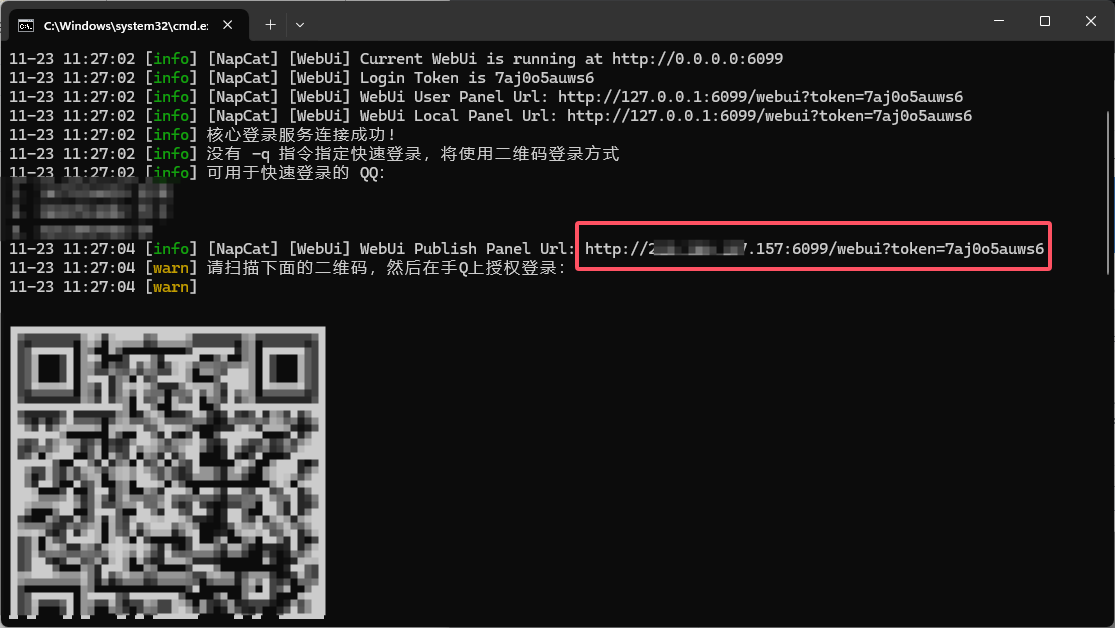 C:\Windows\system32\cmd.e:
11-23 11:27:02 [info] [NapCat] [WebUi] Current WebUi is running at http://0.0.0.0:6099
11-23 11:27:02 [info] [NapCat] [WebUi] Login Token is 7aj0o5auws6
11-23 11:27:02 [info] [NapCat] [WebUi] WebUi User Panel Url: http://127.0.0.1:6099/webui?token=7aj0o5auws6
11-23 11:27:02 [info] [NapCat] [WebUi] WebUi Local Panel Url: http://127.0.0.1:6099/webui?token=7aj0o5auws6
11-23 11:27:02 [info] 核心登录服务连接成功!
11-23 11:27:02 [info] 没有 -q 指令指定快速登录，将使用二维码登录方式
11-23 11:27:02 [info] 可用于快速登录的 QQ:
11-23 11:27:04 [info] [NapCat] [WebUi] WebUi Publish Panel Url: http://2 .157:6099/webui?token=7aj0o5auws6
11-23 11:27:04 [warn] 请扫描下面的二维码，然后在手Q上授权登录：
11-23 11:27:04 [warn]